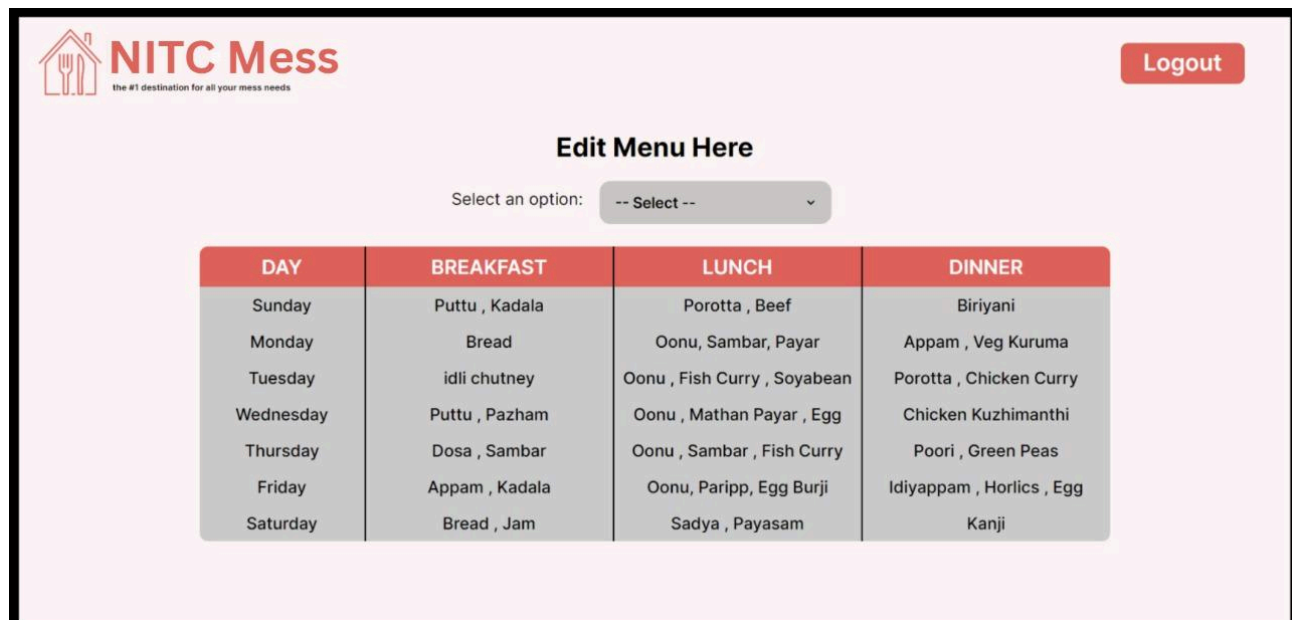 NITC Mess
the #1 destination for all your mess needs
Logout
Edit Menu Here
Select an option: -- Select --
DAY BREAKFAST LUNCH DINNER
Sunday Puttu , Kadala Porotta , Beef Biriyani
Monday Bread Oonu, Sambar, Payar Appam , Veg Kuruma
Tuesday idli chutney Oonu , Fish Curry , Soyabean Porotta , Chicken Curry
Wednesday Puttu , Pazham Oonu , Mathan Payar , Egg Chicken Kuzhimanthi
Thursday Dosa , Sambar Oonu , Sambar , Fish Curry Poori , Green Peas
Friday Appam , Kadala Oonu, Paripp, Egg Burji Idiyappam , Horlics , Egg
Saturday Bread , Jam Sadya , Payasam Kanji